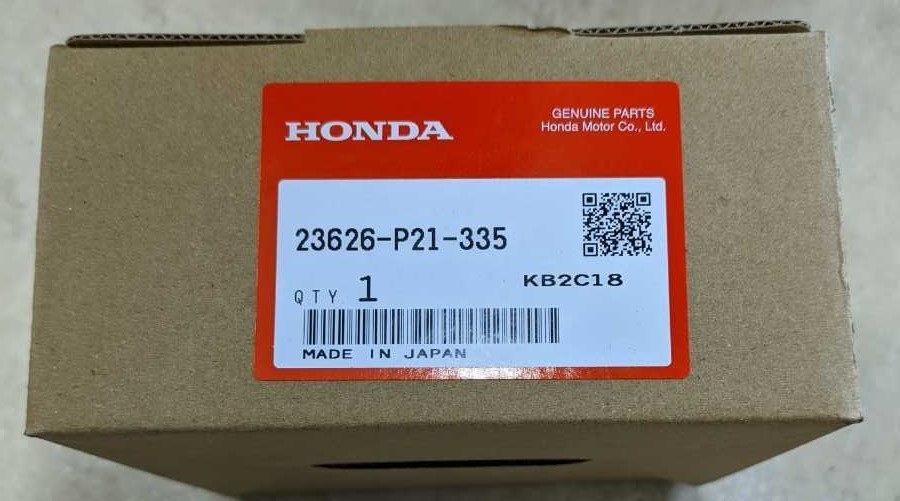 HONDA
GENUINE PARTS
Honda Motor Co., Ltd.
23626-P21-335
KB2C18
QTY 1
MADE IN JAPAN